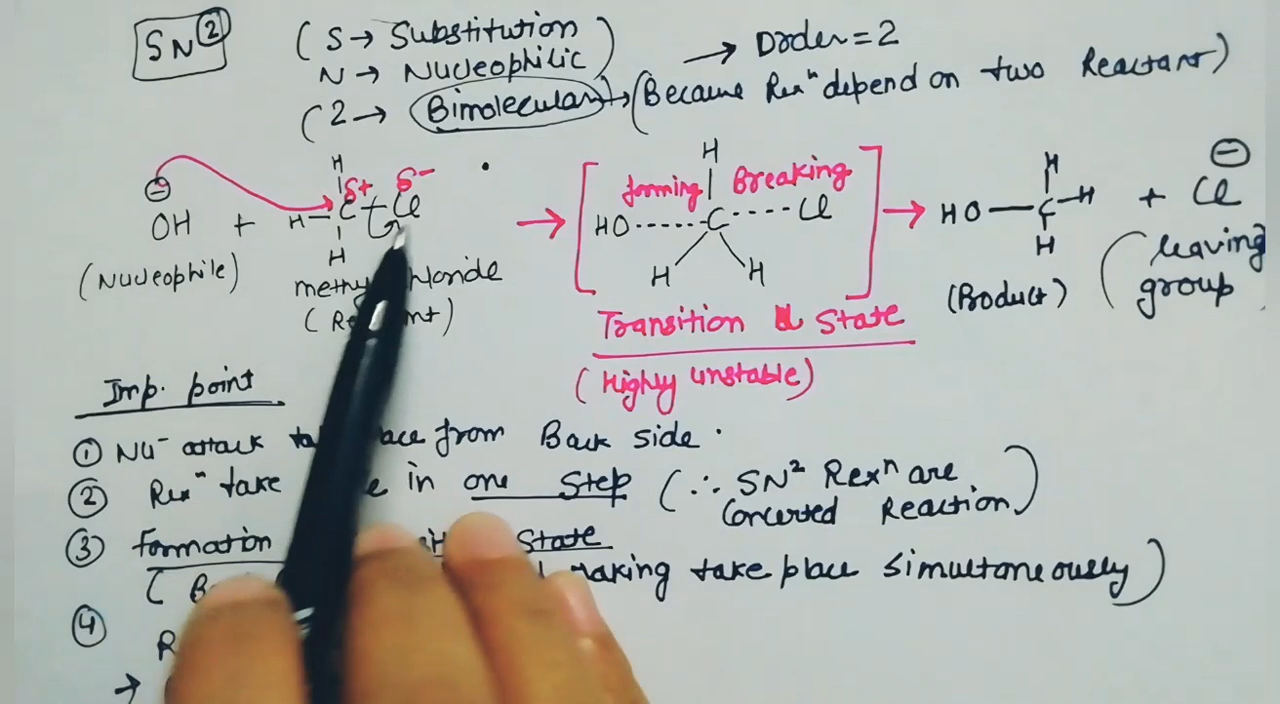 SN② (S → Substitution
N → Nucleophilic)
(2 → Bimolecular) → (Because Rexⁿ depend on two Reactant)
→ Order = 2
⊖
OH + H – C – Cl
H
δ+ δ-
H
(Nucleophile)
methyl chloride
→ [HO ...... C ---- Cl]
H
forming Breaking
H H
Transition State
(Highly unstable)
→ HO — C – H + Cl ⊖
H
H
(Product) (leaving
group
Imp. point
① Nu⁻ attack from Back side.
② Rexⁿ take in one Step (∴ SN² Rexⁿ are
Concerted Reaction)
③ formation State
making take place simultaneously)
④
R
→